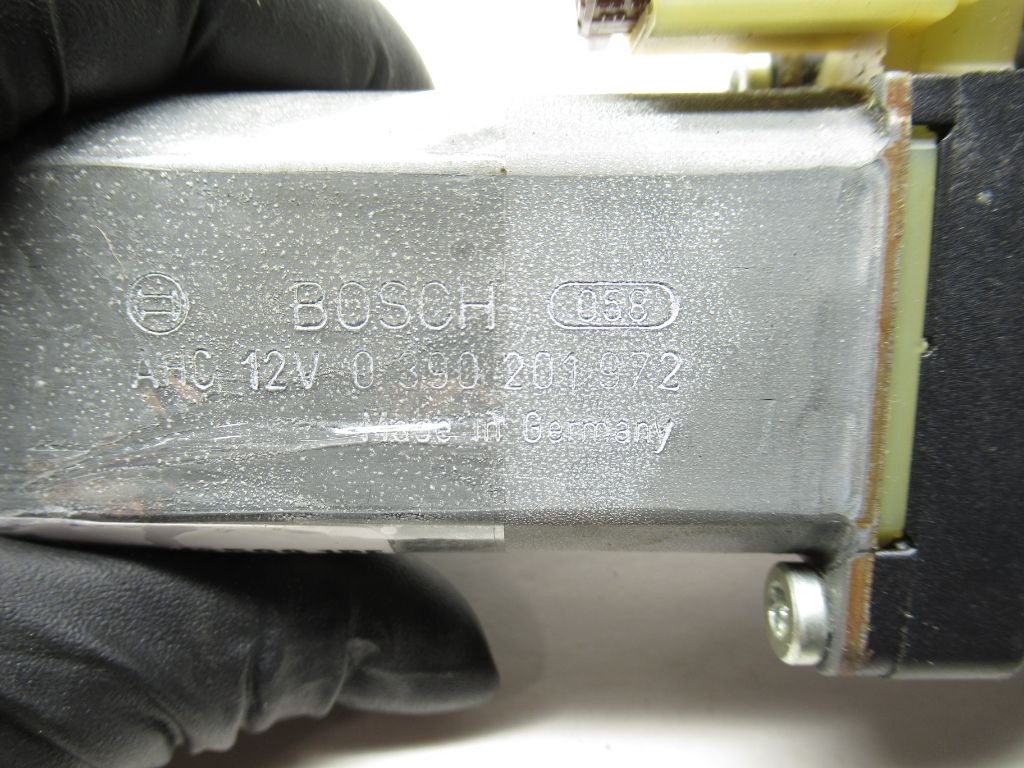 BOSCH 058
AHC 12V 0 390 201 972
Made in Germany